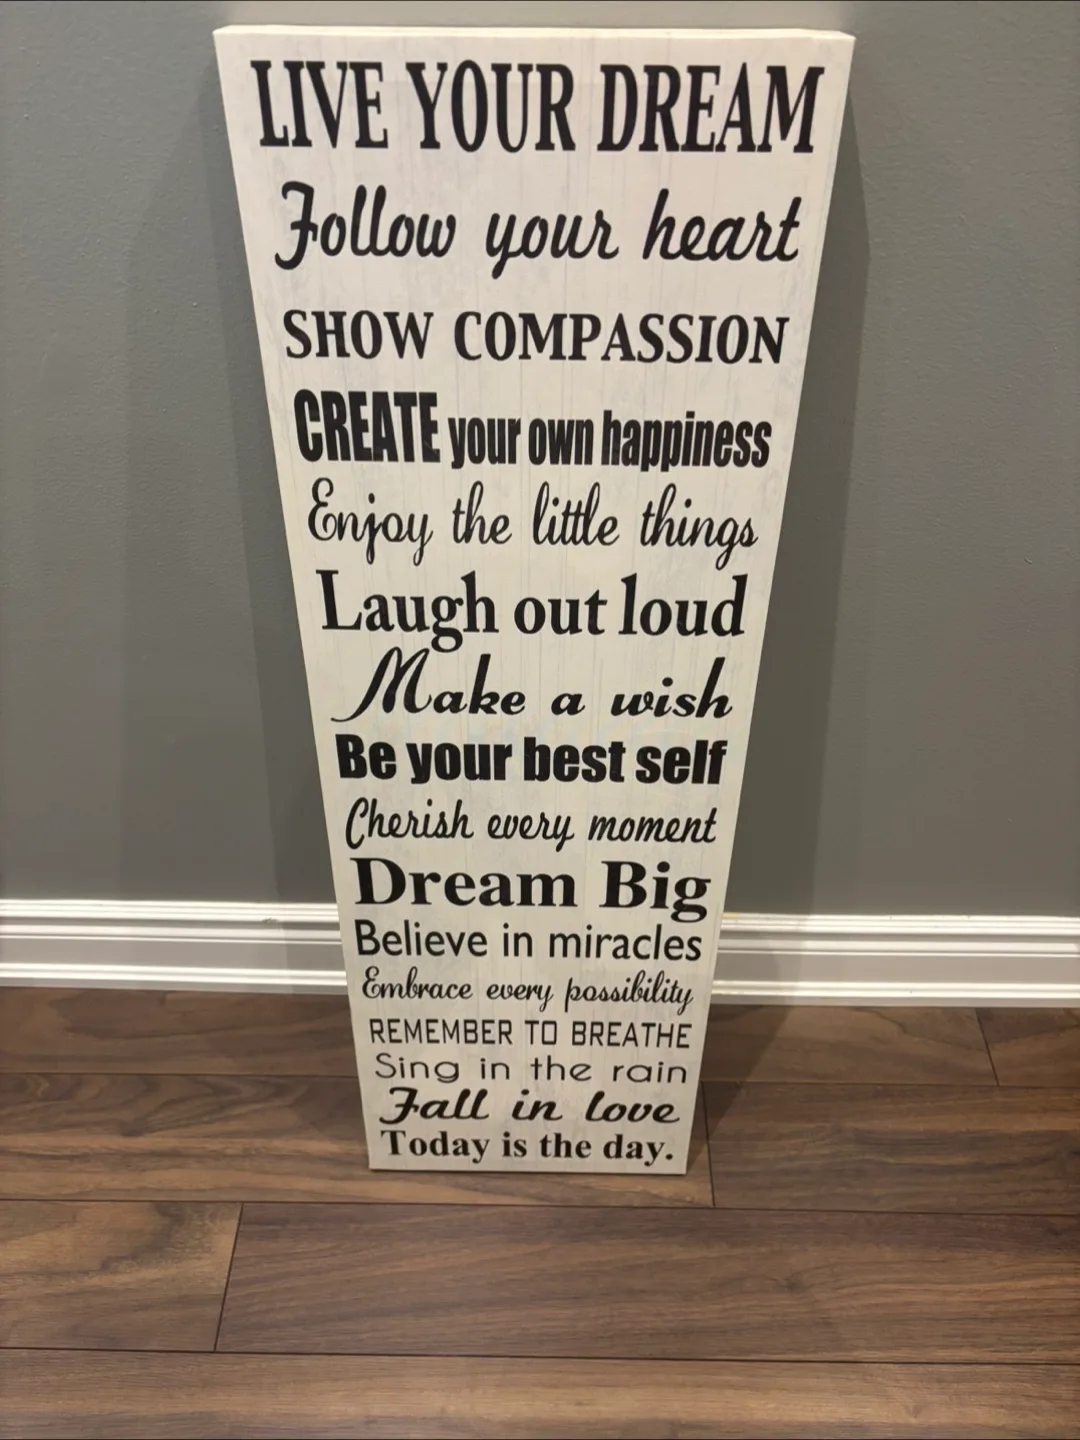 LIVE YOUR DREAM
Follow your heart
SHOW COMPASSION
CREATE your own happiness
Enjoy the little things
Laugh out loud
Make a wish
Be your best self
Cherish every moment
Dream Big
Believe in miracles
Embrace every possibility
REMEMBER TO BREATHE
Sing in the rain
Fall in love
Today is the day.